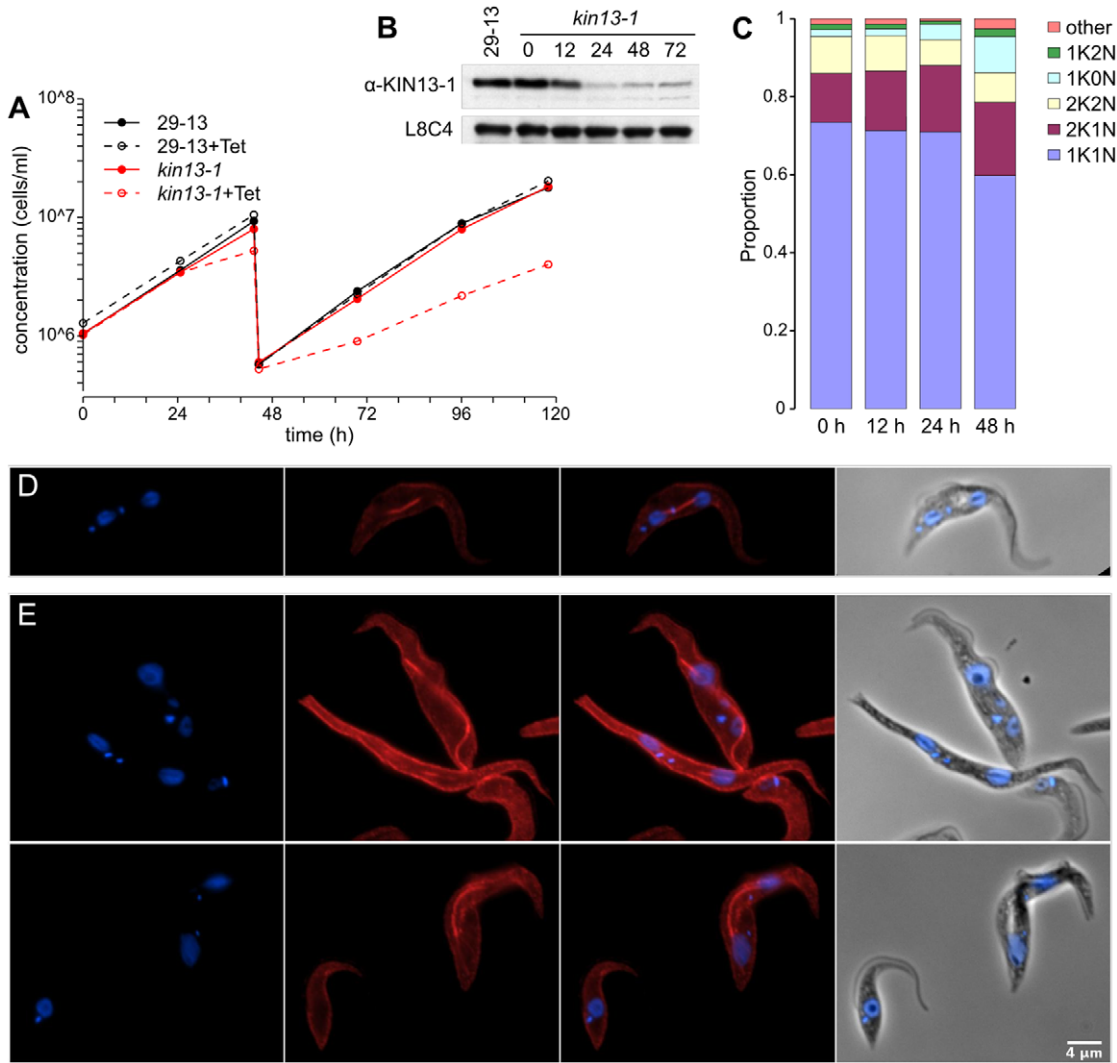 A
10^8
10^7
10^6
concentration (cells/ml)
29-13
29-13+Tet
kin13-1
kin13-1+Tet
0 24 48 72 96 120
time (h)
B
29-13
kin13-1
0 12 24 48 72
α-KIN13-1
L8C4
C
1
0.8
0.6
0.4
0.2
0
Proportion
0 h 12 h 24 h 48 h
other
1K2N
1K0N
2K2N
2K1N
1K1N
D
E
4 μm